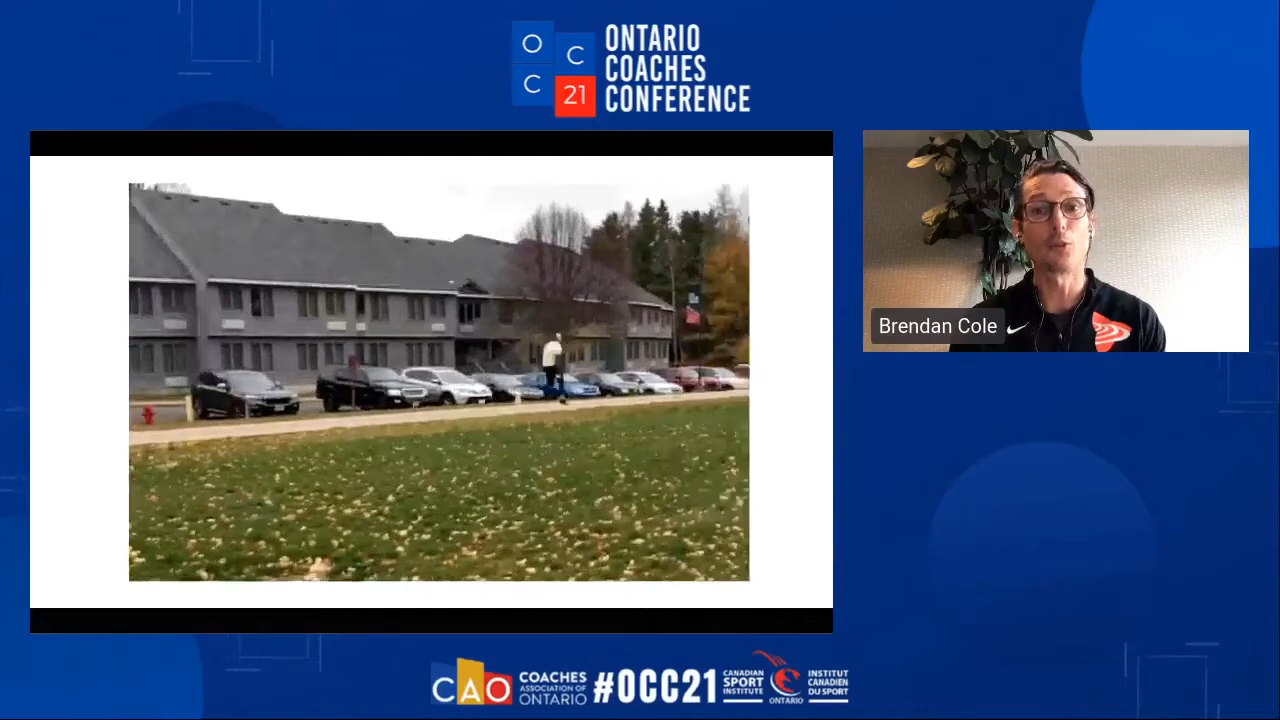 O C
C 21
ONTARIO
COACHES
CONFERENCE
Brendan Cole
CAO
COACHES
ASSOCIATION OF
ONTARIO
#OCC21
CANADIAN
SPORT
INSTITUTE
ONTARIO
INSTITUT
CANADIEN
DU SPORT